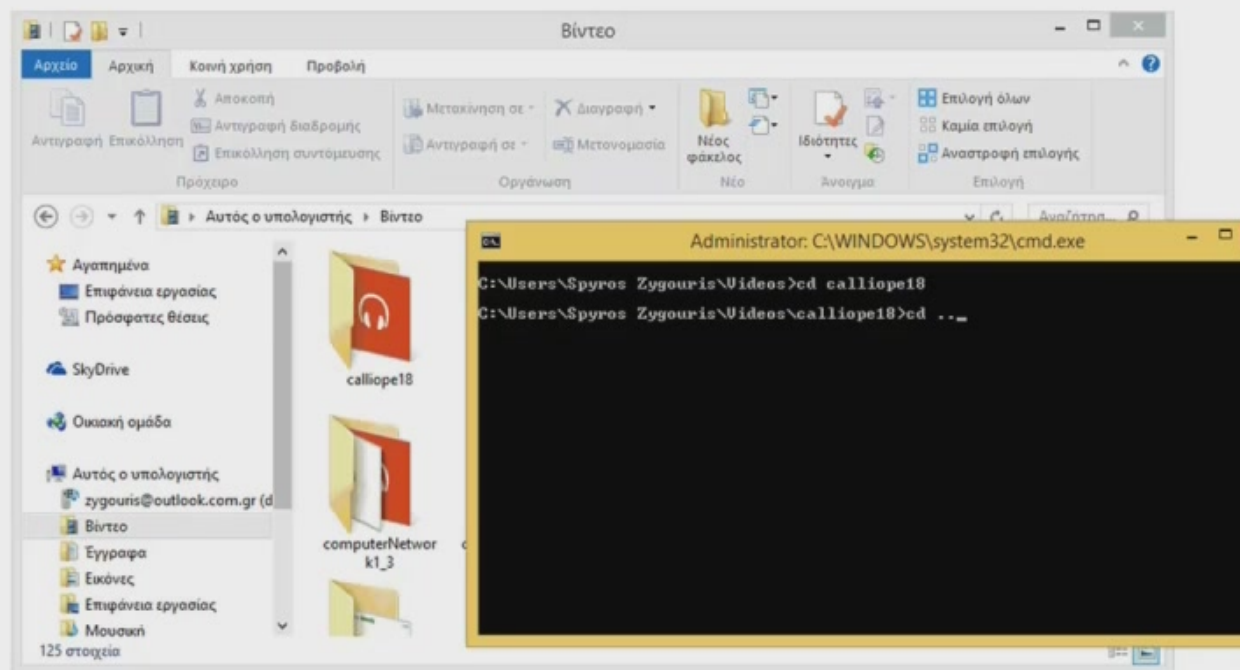 Βίντεο
Αρχείο Αρχική Κοινή χρήση Προβολή
Αντιγραφή Επικόλληση
Αποκοπή
Αντιγραφή διαδρομής
Επικόλληση συντόμευσης
Πρόχειρο
Μετακίνηση σε
Αντιγραφή σε
Διαγραφή
Μετονομασία
Οργάνωση
Νέος
φάκελος
Νέο
Ιδιότητες
Άνοιγμα
Επιλογή όλων
Καμία επιλογή
Αναστροφή επιλογής
Επιλογή
Αυτός ο υπολογιστής Βίντεο
Αγαπημένα
Επιφάνεια εργασίας
Πρόσφατες θέσεις
SkyDrive
Οικιακή ομάδα
Αυτός ο υπολογιστής
zygouris@outlook.com.gr (d
Βίντεο
Έγγραφα
Εικόνες
Επιφάνεια εργασίας
Μουσική
125 στοιχεία
calliope18
computerNetwor
k1_3
Administrator: C:\WINDOWS\system32\cmd.exe
C:\Users\Spyros Zygouris\Videos>cd calliope18
C:\Users\Spyros Zygouris\Videos\calliope18>cd .._